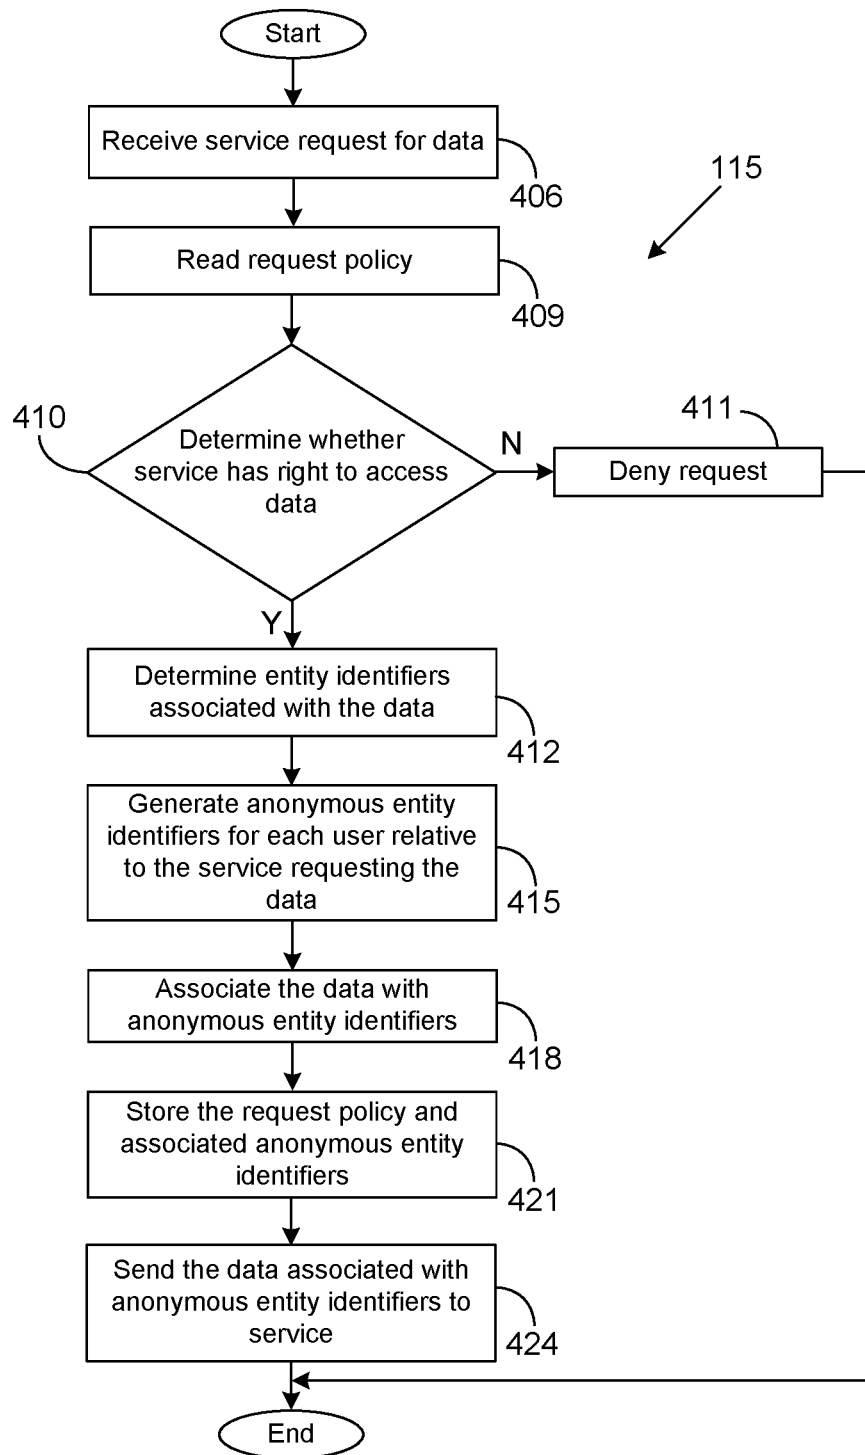 Start
Receive service request for data
406
115
Read request policy
409
410
Determine whether
service has right to access
data
N
411
Deny request
Y
Determine entity identifiers
associated with the data
412
Generate anonymous entity
identifiers for each user relative
to the service requesting the
data
415
Associate the data with
anonymous entity identifiers
418
Store the request policy and
associated anonymous entity
identifiers
421
Send the data associated with
anonymous entity identifiers to
service
424
End